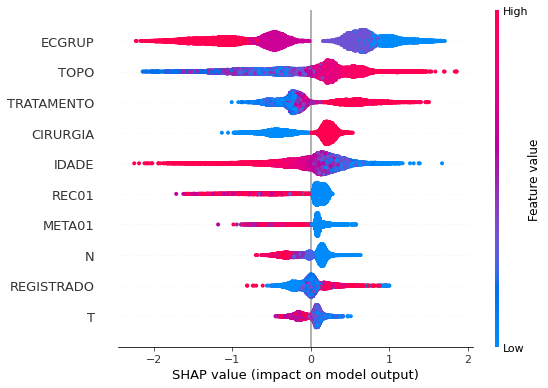 High
ECGRUP
TOPO
TRATAMENTO
CIRURGIA
IDADE
REC01
META01
N
REGISTRADO
T
Feature value
Low
−2 −1 0 1 2
SHAP value (impact on model output)